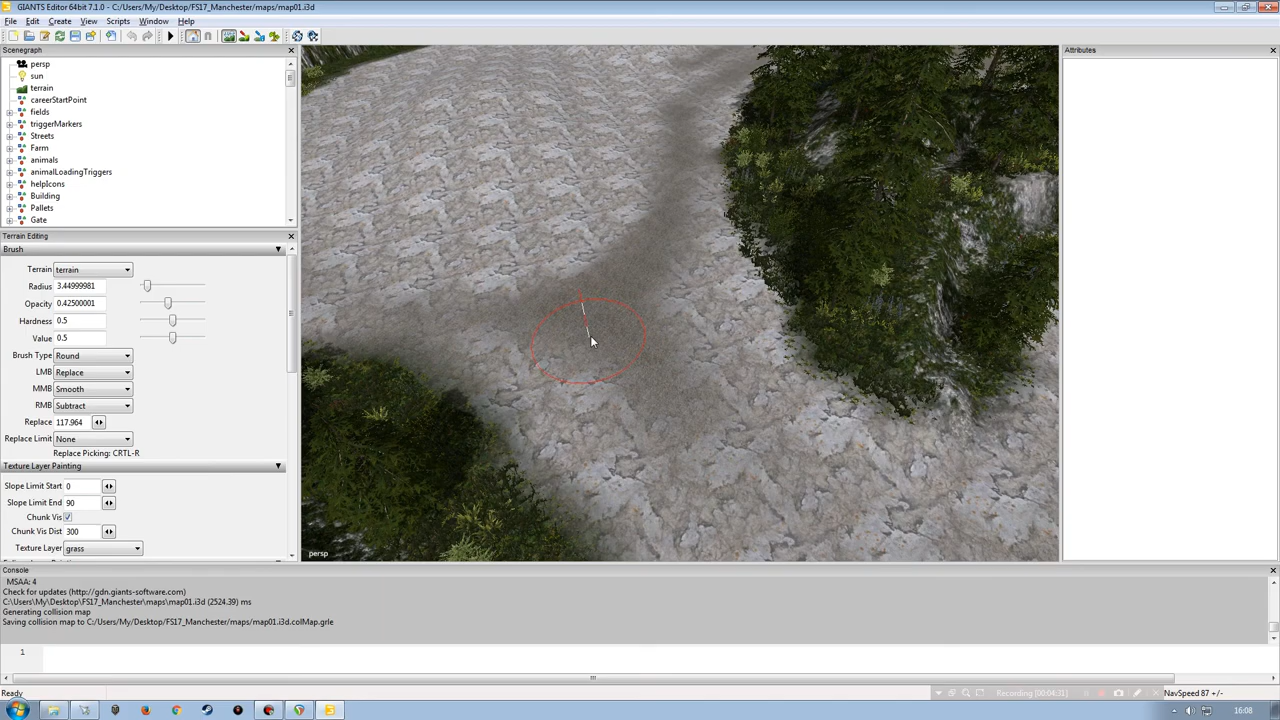 GIANTS Editor 64bit 7.1.0 - C:/Users/My/Desktop/FS17_Manchester/maps/map01.i3d
File Edit Create View Scripts Window Help
Scenegraph
persp
sun
terrain
careerStartPoint
fields
triggerMarkers
Streets
Farm
animals
animalLoadingTriggers
helpIcons
Building
Pallets
Gate
Terrain Editing
Brush
Terrain terrain
Radius 3.44999981
Opacity 0.42500001
Hardness 0.5
Value 0.5
Brush Type Round
LMB Replace
MMB Smooth
RMB Subtract
Replace 117.964
Replace Limit None
Replace Picking: CRTL-R
Texture Layer Painting
Slope Limit Start 0
Slope Limit End 90
Chunk Vis
Chunk Vis Dist 300
Texture Layer grass
persp
Attributes
Console
MSAA: 4
Check for updates (http://gdn.giants-software.com)
C:\Users\My\Desktop\FS17_Manchester\maps\map01.i3d (2524.39) ms
Generating collision map
Saving collision map to C:/Users/My/Desktop/FS17_Manchester/maps/map01.i3d.colMap.grle
1
Ready
Recording [00:04:31]
NavSpeed 87 +/-
16:08